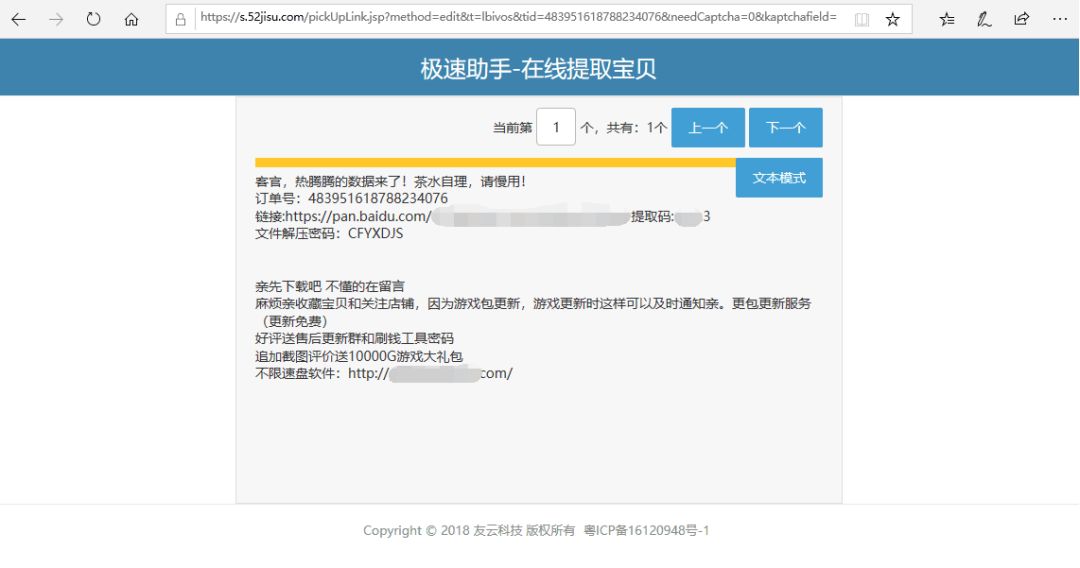 https://s.52jisu.com/pickUpLink.jsp?method=edit&t=lbivos&tid=483951618788234076&needCaptcha=0&kaptchafield=
极速助手-在线提取宝贝
当前第 1 个，共有：1个 上一个 下一个
文本模式
客官，热腾腾的数据来了！茶水自理，请慢用！
订单号：483951618788234076
链接:https://pan.baidu.com/ 提取码: 3
文件解压密码：CFYXDJS
亲先下载吧 不懂的在留言
麻烦亲收藏宝贝和关注店铺，因为游戏包更新，游戏更新时这样可以及时通知亲。更包更新服务
（更新免费）
好评送售后更新群和刷钱工具密码
追加截图评价送10000G游戏大礼包
不限速盘软件：http:// com/
Copyright © 2018 友云科技 版权所有 粤ICP备16120948号-1